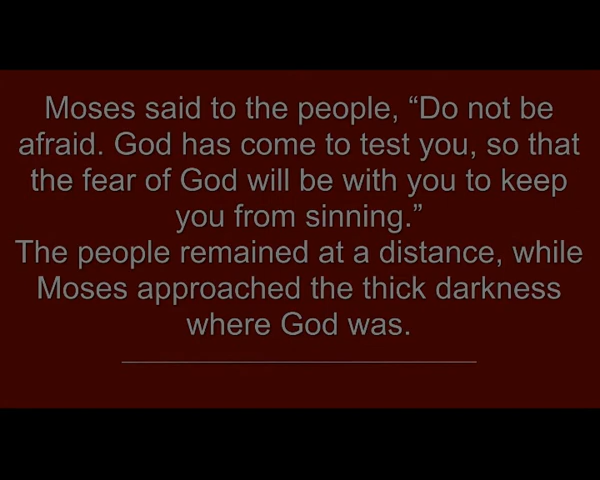 Moses said to the people, “Do not be
afraid. God has come to test you, so that
the fear of God will be with you to keep
you from sinning.”
The people remained at a distance, while
Moses approached the thick darkness
where God was.